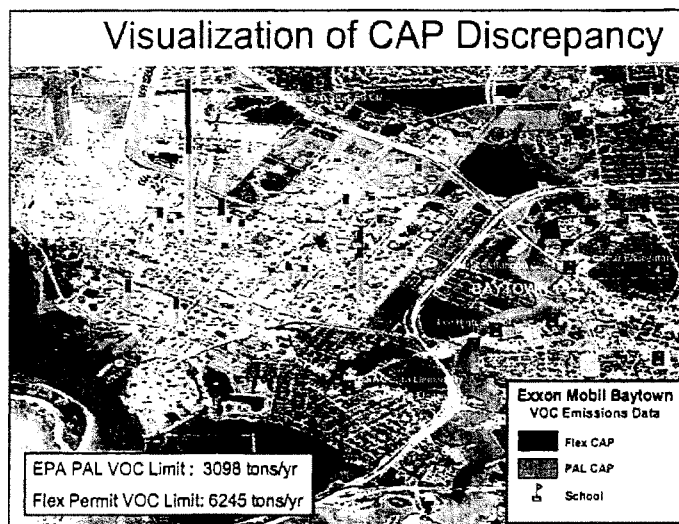 Visualization of CAP Discrepancy
BAYTOWN
EPA PAL VOC Limit : 3098 tons/yr
Flex Permit VOC Limit: 6245 tons/yr
Exxon Mobil Baytown
VOC Emissions Data
Flex CAP
PAL CAP
School